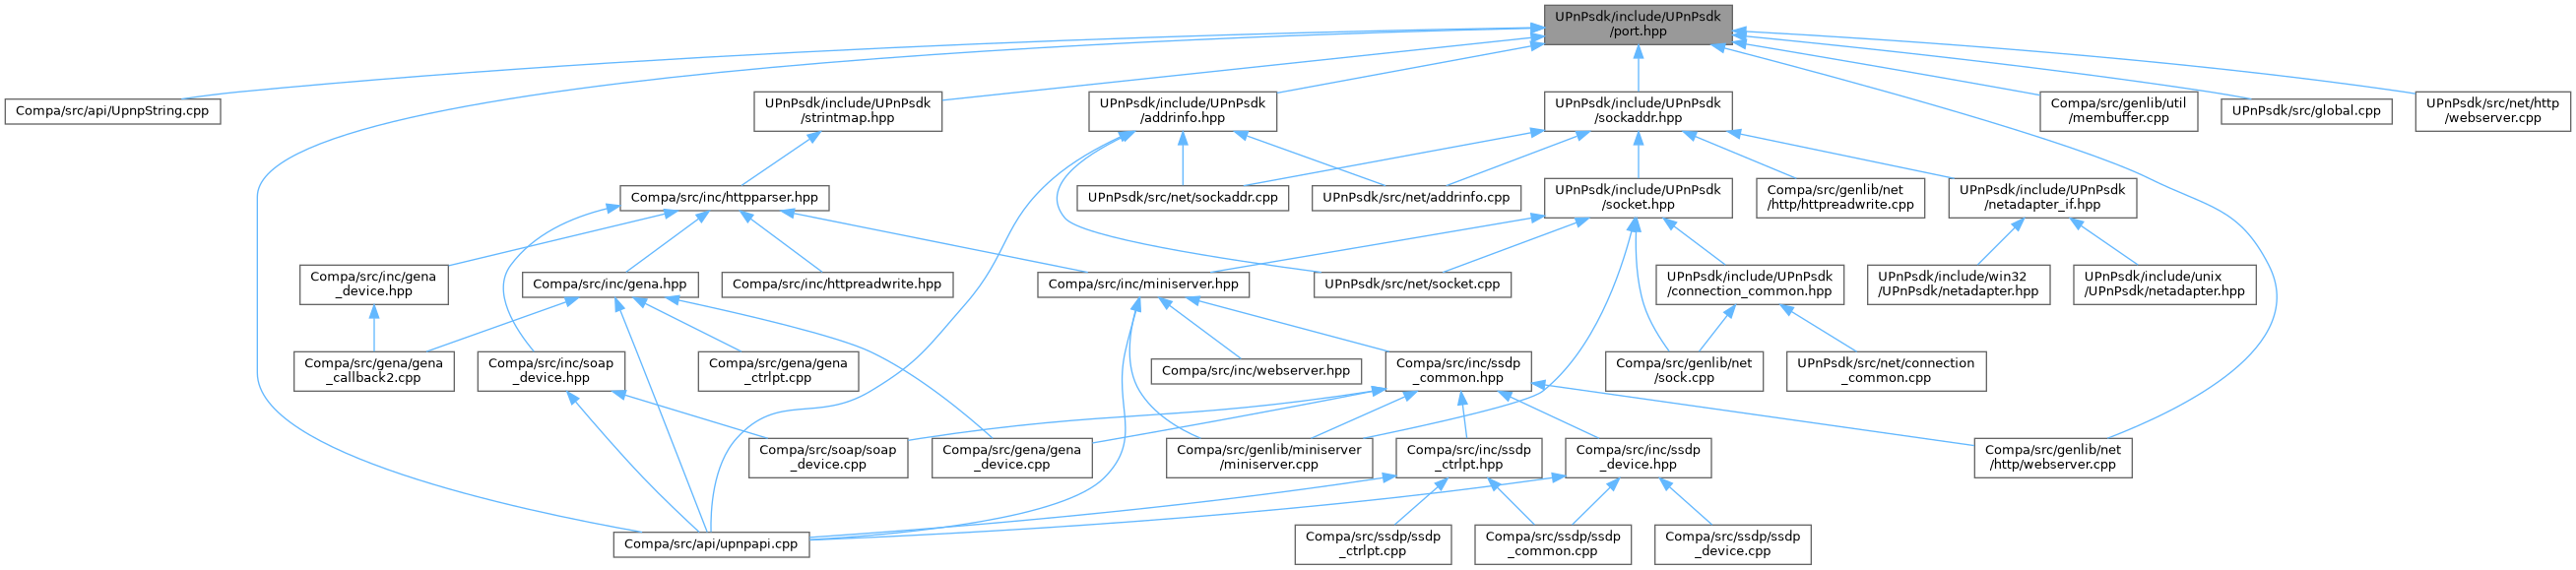 UPnPsdk/include/UPnPsdk
/port.hpp
Compa/src/api/UpnpString.cpp
UPnPsdk/include/UPnPsdk
/strintmap.hpp
UPnPsdk/include/UPnPsdk
/addrinfo.hpp
UPnPsdk/include/UPnPsdk
/sockaddr.hpp
Compa/src/genlib/util
/membuffer.cpp
UPnPsdk/src/global.cpp
UPnPsdk/src/net/http
/webserver.cpp
Compa/src/inc/httpparser.hpp
UPnPsdk/src/net/sockaddr.cpp
UPnPsdk/src/net/addrinfo.cpp
UPnPsdk/include/UPnPsdk
/socket.hpp
Compa/src/genlib/net
/http/httpreadwrite.cpp
UPnPsdk/include/UPnPsdk
/netadapter_if.hpp
Compa/src/inc/gena
_device.hpp
Compa/src/inc/gena.hpp
Compa/src/inc/httpreadwrite.hpp
Compa/src/inc/miniserver.hpp
UPnPsdk/src/net/socket.cpp
UPnPsdk/include/UPnPsdk
/connection_common.hpp
UPnPsdk/include/win32
/UPnPsdk/netadapter.hpp
UPnPsdk/include/unix
/UPnPsdk/netadapter.hpp
Compa/src/gena/gena
_callback2.cpp
Compa/src/inc/soap
_device.hpp
Compa/src/gena/gena
_ctrlpt.cpp
Compa/src/inc/webserver.hpp
Compa/src/inc/ssdp
_common.hpp
Compa/src/genlib/net
/sock.cpp
UPnPsdk/src/net/connection
_common.cpp
Compa/src/soap/soap
_device.cpp
Compa/src/gena/gena
_device.cpp
Compa/src/genlib/miniserver
/miniserver.cpp
Compa/src/inc/ssdp
_ctrlpt.hpp
Compa/src/inc/ssdp
_device.hpp
Compa/src/genlib/net
/http/webserver.cpp
Compa/src/api/upnpapi.cpp
Compa/src/ssdp/ssdp
_ctrlpt.cpp
Compa/src/ssdp/ssdp
_common.cpp
Compa/src/ssdp/ssdp
_device.cpp